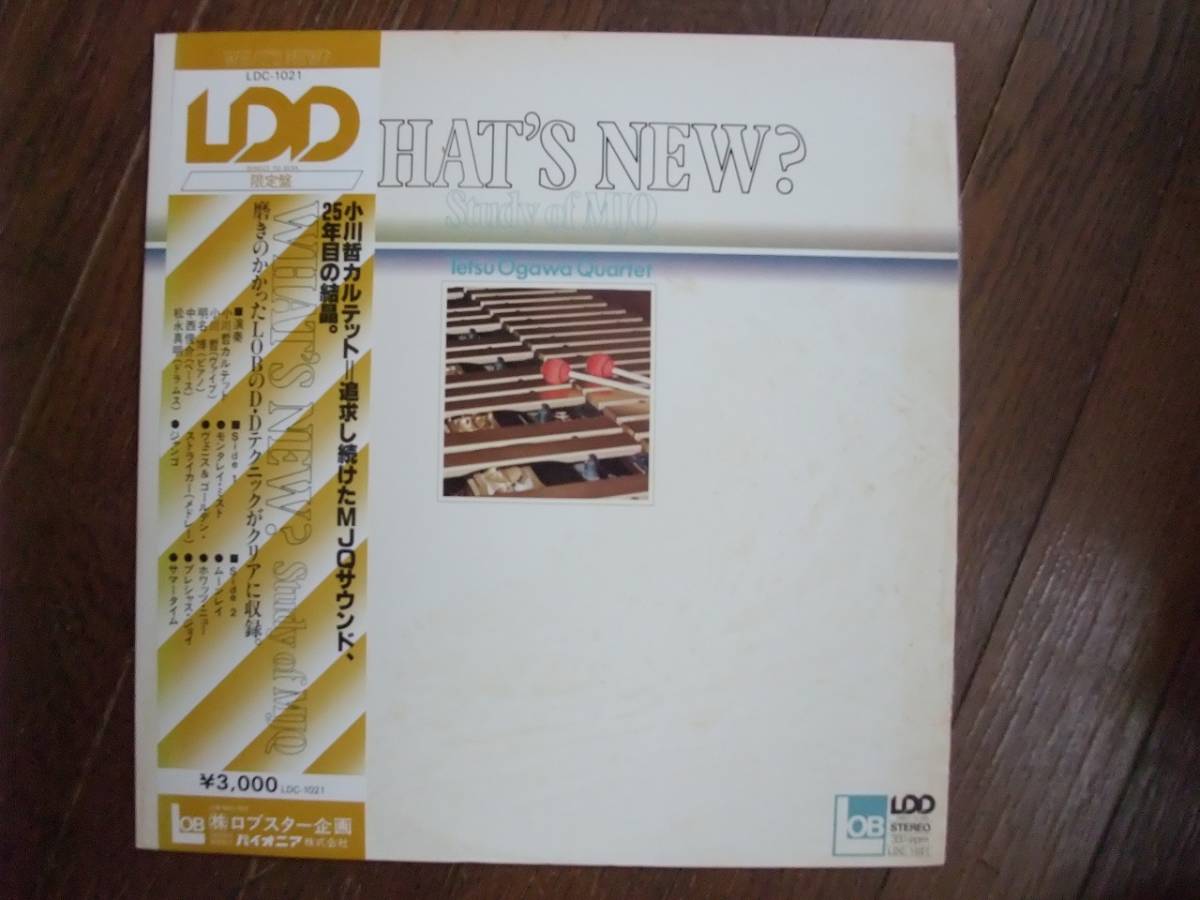 WHAT'S NEW?
LDC-1021
LDD
限定盤
小川哲カルテット=追求し続けたMJQサウンド、
25年目の結晶。
磨きのかかったLOBのD・Dテクニックがクリアに収録。
WHAT'S NEW? Study of MJQ
■演奏
小川哲カルテット
小川 哲(ヴァイブ)
明名 博(ピアノ)
中西俊介(ベース)
松永真明(ドラムス)
■Side 1
●モンタレイ・ミスト
●ヴェニス&ゴールデン・
ストライカー(メドレー)
●ジャンゴ
■Side 2
●ムーンレイ
●ホワッツ・ニュー
●プレシャス・ジョイ
●サマータイム
¥3,000 LDC-1021
LOB
(株)ロブスター企画
パイオニア株式会社
HAT'S NEW?
Study of MJQ
Tetsu Ogawa Quartet
LOB
LDD
STEREO
33⅓rpm
LDC-1021